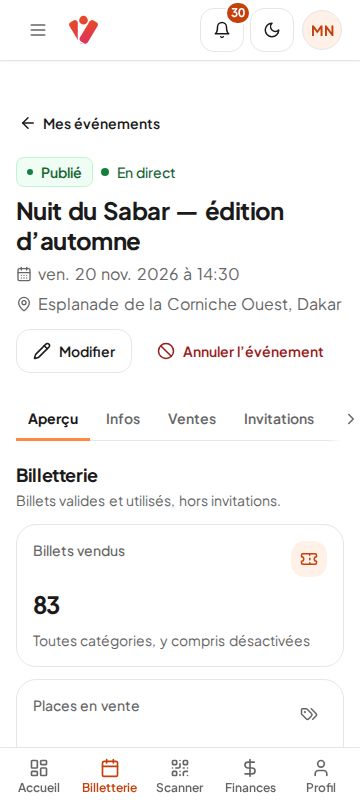 30
MN
Mes événements
Publié
En direct
Nuit du Sabar — édition
d’automne
ven. 20 nov. 2026 à 14:30
Esplanade de la Corniche Ouest, Dakar
Modifier
Annuler l’événement
Aperçu
Infos
Ventes
Invitations
Billetterie
Billets valides et utilisés, hors invitations.
Billets vendus
83
Toutes catégories, y compris désactivées
Places en vente
Accueil
Billetterie
Scanner
Finances
Profil